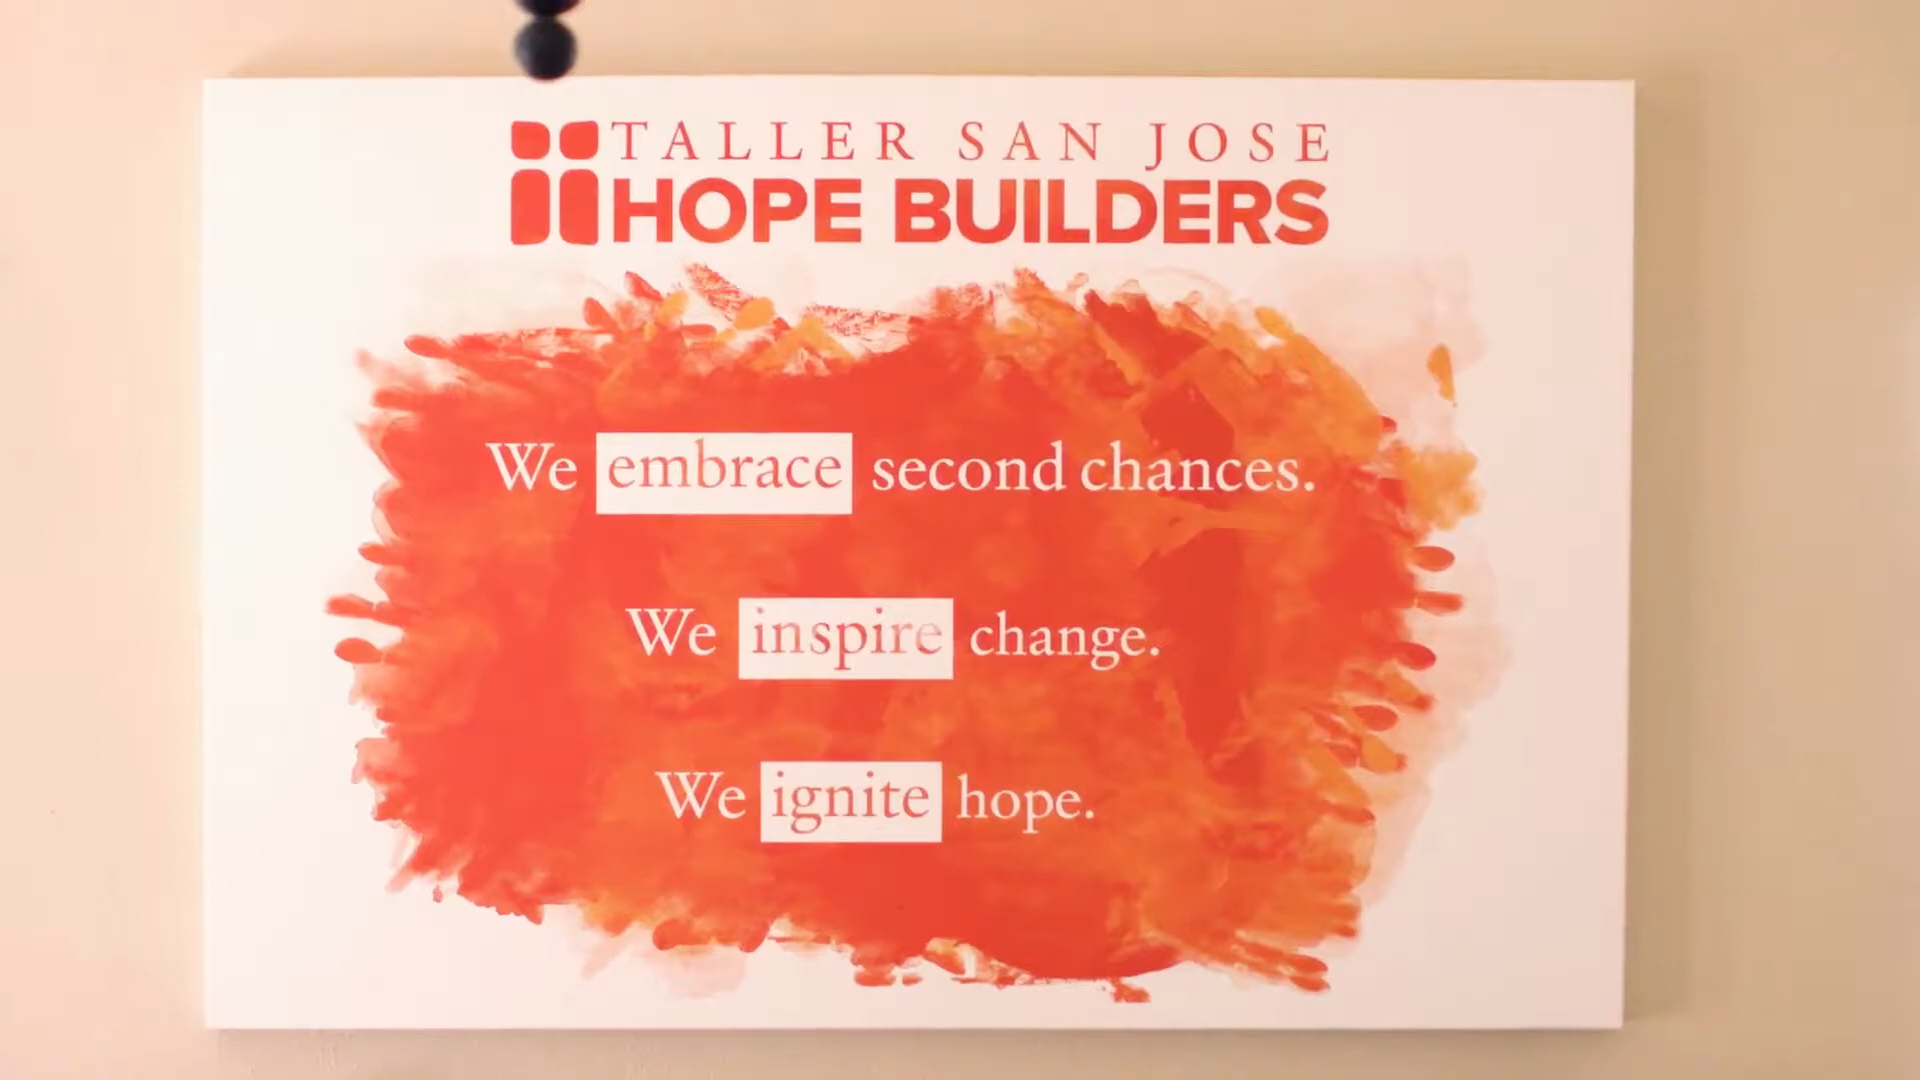 TALLER SAN JOSE
HOPE BUILDERS
We embrace second chances.
We inspire change.
We ignite hope.